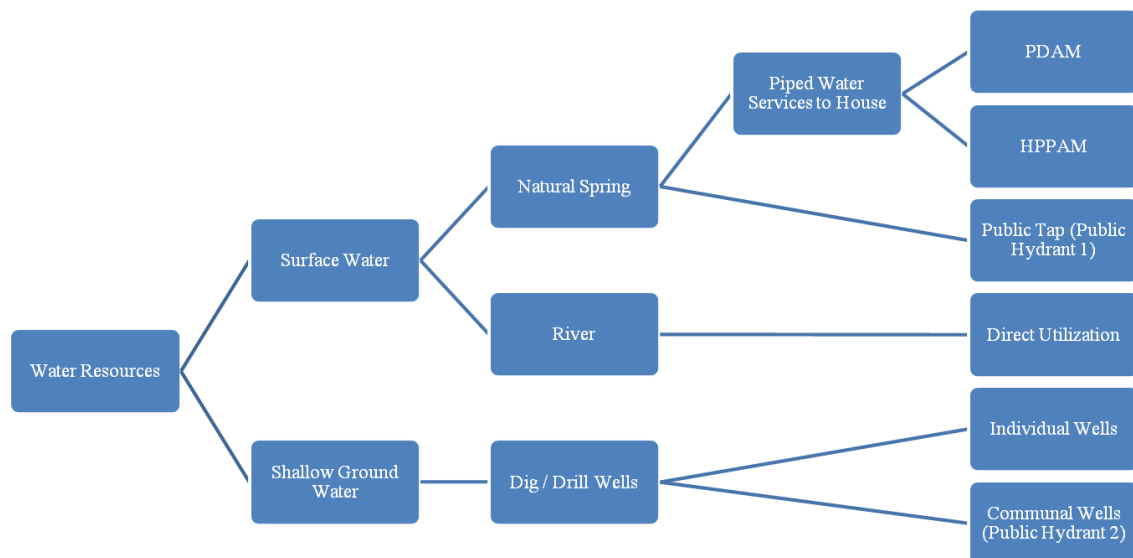 PDAM
Piped Water
Services to House
HPPAM
Natural Spring
Public Tap (Public
Hydrant 1)
Surface Water
River
Direct Utilization
Water Resources
Individual Wells
Shallow Ground
Water
Dig / Drill Wells
Communal Wells
(Public Hydrant 2)